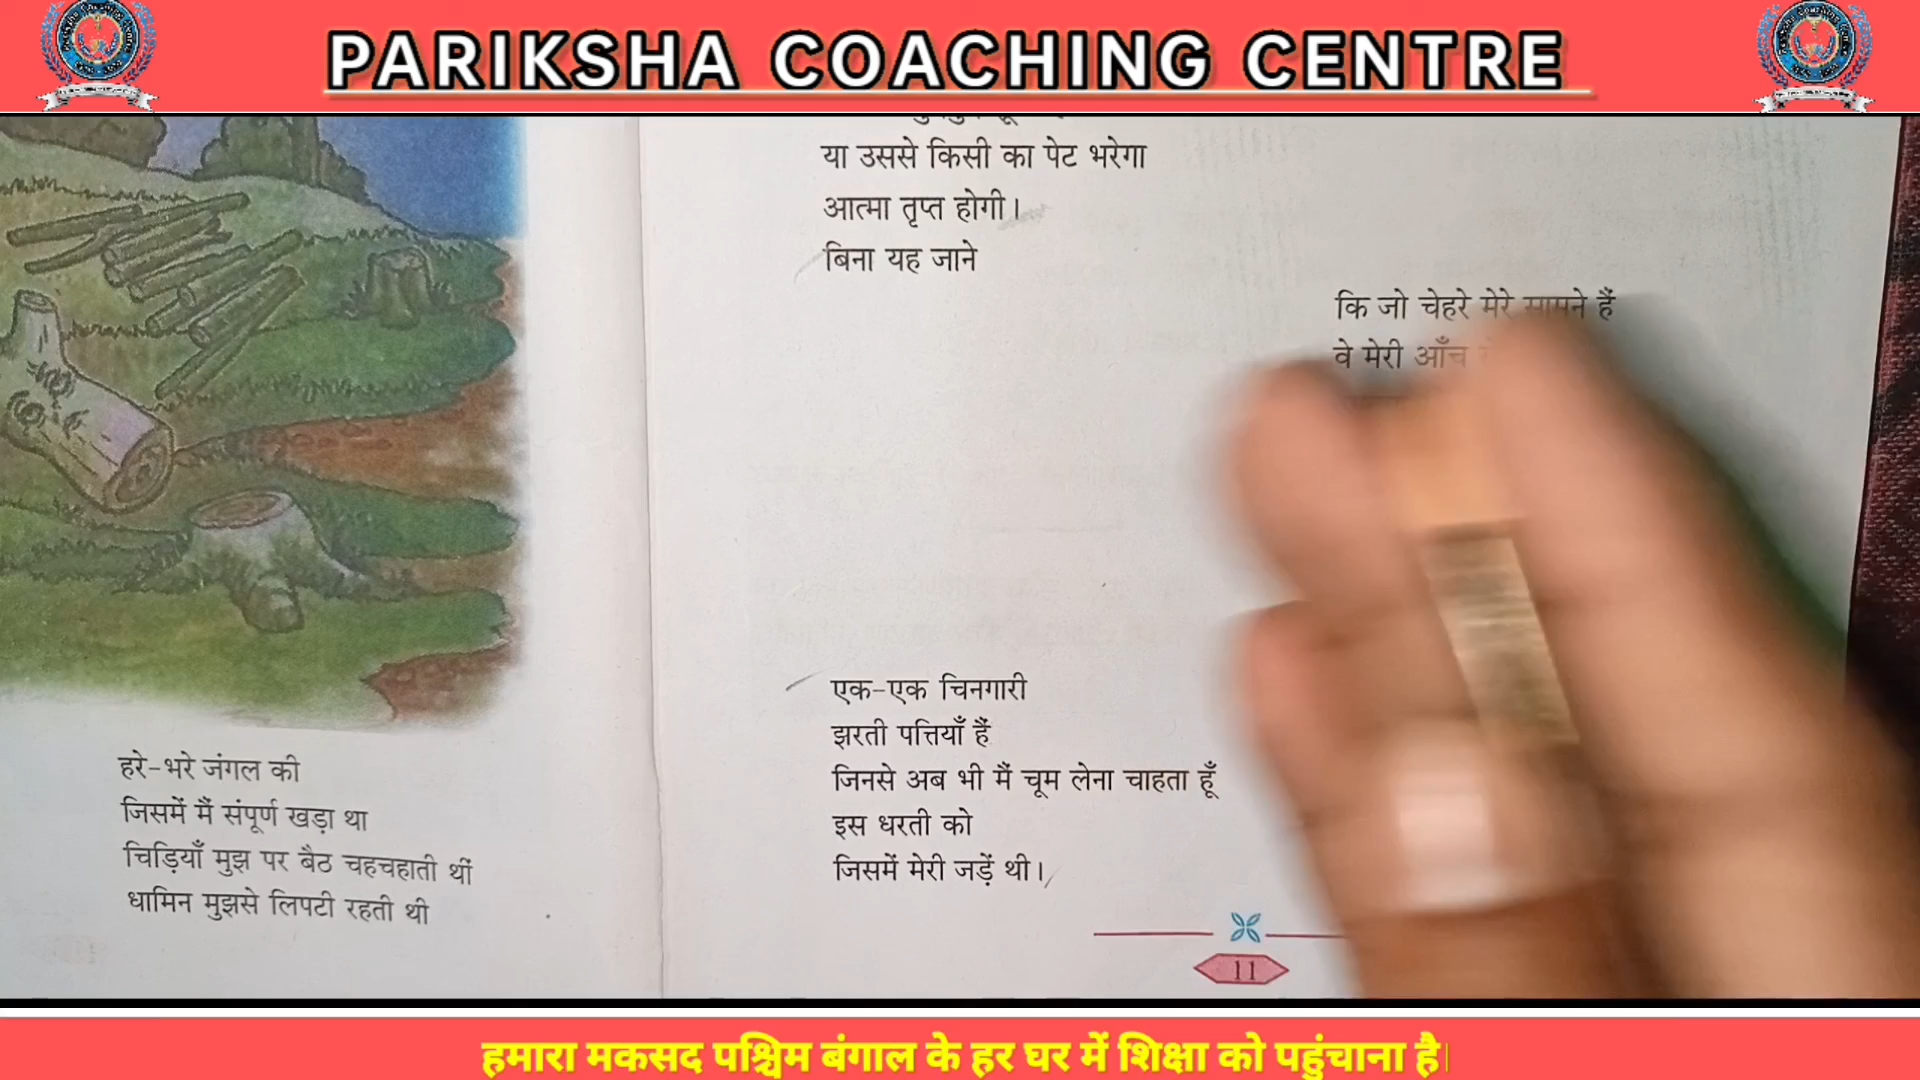 PARIKSHA COACHING CENTRE
हरे-भरे जंगल की
जिसमें मैं संपूर्ण खड़ा था
चिड़ियाँ मुझ पर बैठ चहचहाती थीं
धामिन मुझसे लिपटी रहती थी
या उससे किसी का पेट भरेगा
आत्मा तृप्त होगी।
बिना यह जाने
कि जो चेहरे मेरे सामने हैं
वे मेरी आँच
एक-एक चिनगारी
झरती पत्तियाँ हैं
जिनसे अब भी मैं चूम लेना चाहता हूँ
इस धरती को
जिसमें मेरी जड़ें थी।
11
हमारा मकसद पश्चिम बंगाल के हर घर में शिक्षा को पहुंचाना है।